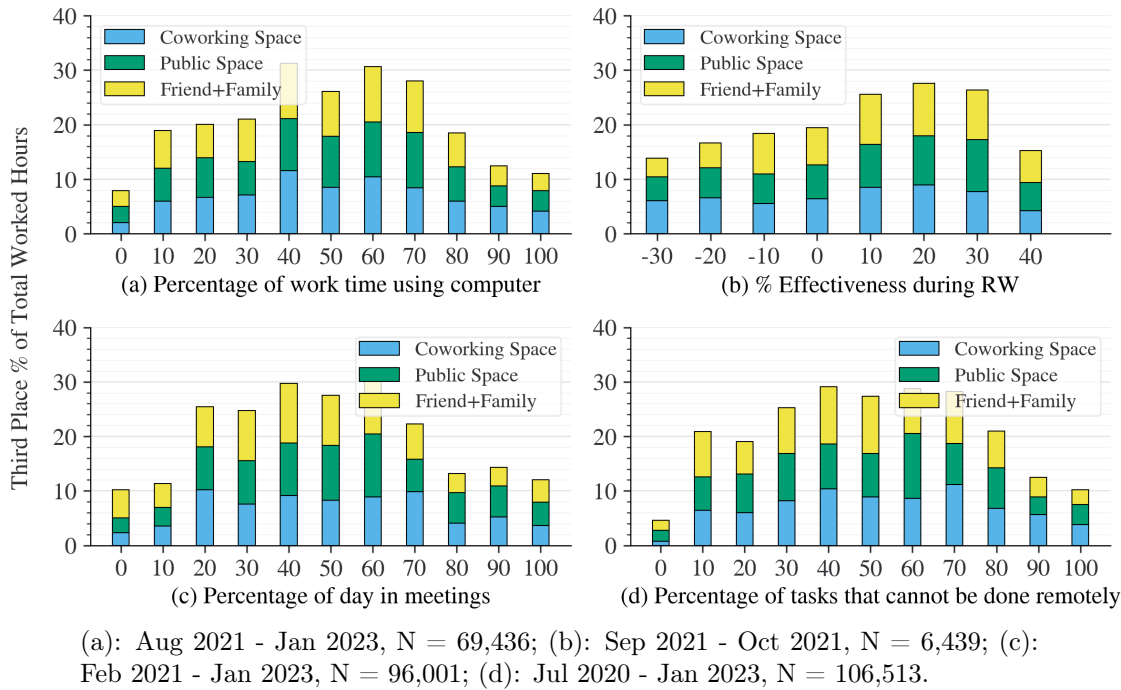 Third Place % of Total Worked Hours
40
30
20
10
0
Coworking Space
Public Space
Friend+Family
0 10 20 30 40 50 60 70 80 90 100
(a) Percentage of work time using computer
40
30
20
10
0
Coworking Space
Public Space
Friend+Family
-30 -20 -10 0 10 20 30 40
(b) % Effectiveness during RW
40
30
20
10
0
Coworking Space
Public Space
Friend+Family
0 10 20 30 40 50 60 70 80 90 100
(c) Percentage of day in meetings
40
30
20
10
0
Coworking Space
Public Space
Friend+Family
0 10 20 30 40 50 60 70 80 90 100
(d) Percentage of tasks that cannot be done remotely
(a): Aug 2021 - Jan 2023, N = 69,436; (b): Sep 2021 - Oct 2021, N = 6,439; (c):
Feb 2021 - Jan 2023, N = 96,001; (d): Jul 2020 - Jan 2023, N = 106,513.